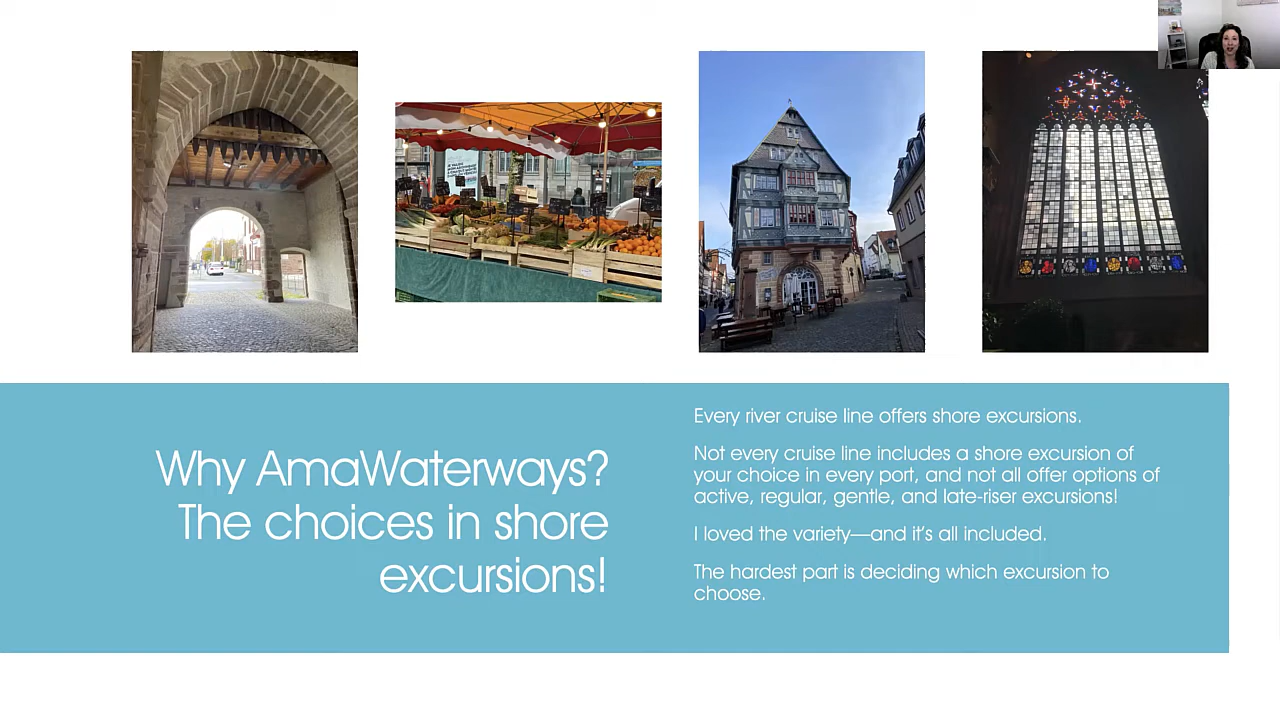 Why AmaWaterways?
The choices in shore
excursions!
Every river cruise line offers shore excursions.
Not every cruise line includes a shore excursion of
your choice in every port, and not all offer options of
active, regular, gentle, and late-riser excursions!
I loved the variety—and it's all included.
The hardest part is deciding which excursion to
choose.